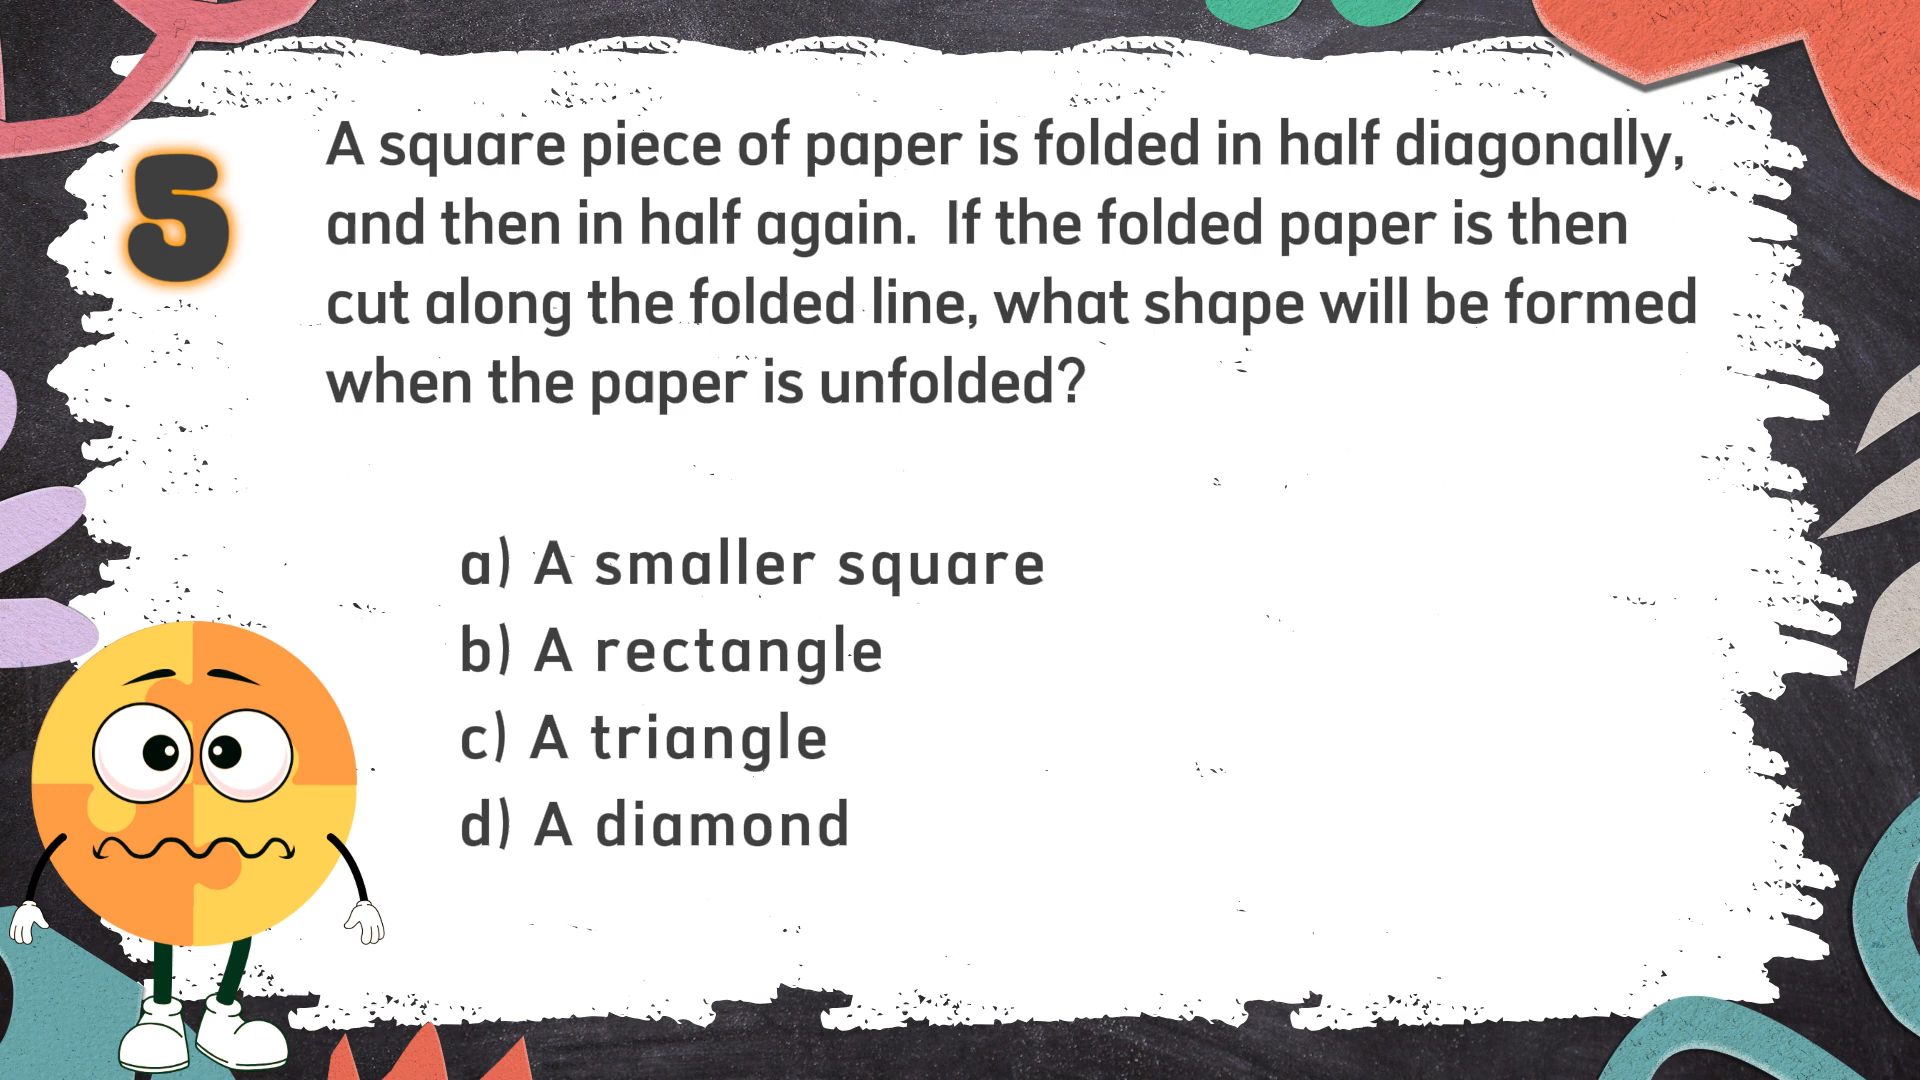 5
A square piece of paper is folded in half diagonally,
and then in half again. If the folded paper is then
cut along the folded line, what shape will be formed
when the paper is unfolded?
a) A smaller square
b) A rectangle
c) A triangle
d) A diamond